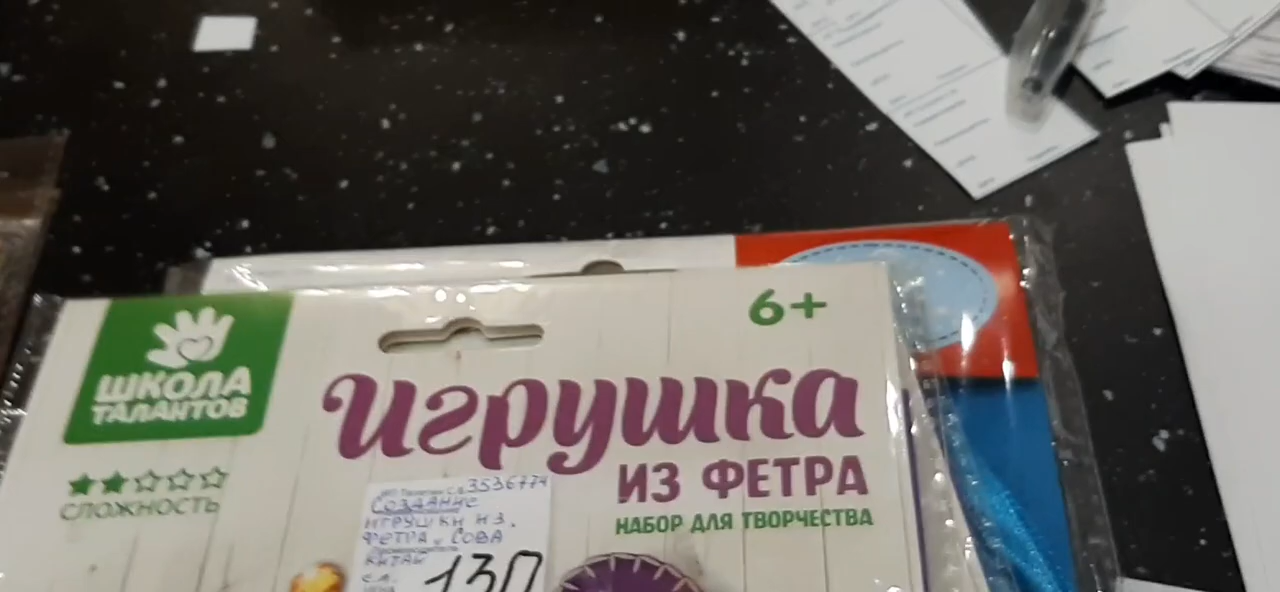 ШКОЛА
ТАЛАНТОВ
6+
Игрушка
ИЗ ФЕТРА
НАБОР ДЛЯ ТВОРЧЕСТВА
СЛОЖНОСТЬ
3536774
СОЗДАНИЕ
ИГРУШКИ ИЗ
ФЕТРА, СОВА
КИТАЙ
130